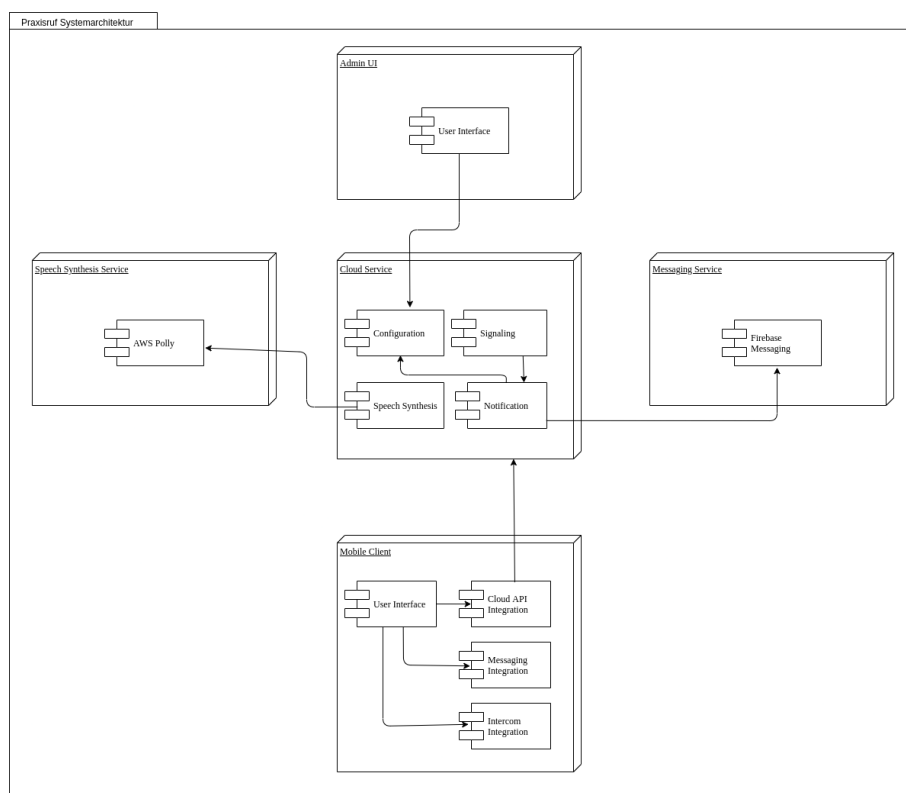 Praxisruf Systemarchitektur
Admin UI
User Interface
Speech Synthesis Service
AWS Polly
Cloud Service
Configuration
Signaling
Speech Synthesis
Notification
Messaging Service
Firebase
Messaging
Mobile Client
User Interface
Cloud API
Integration
Messaging
Integration
Intercom
Integration